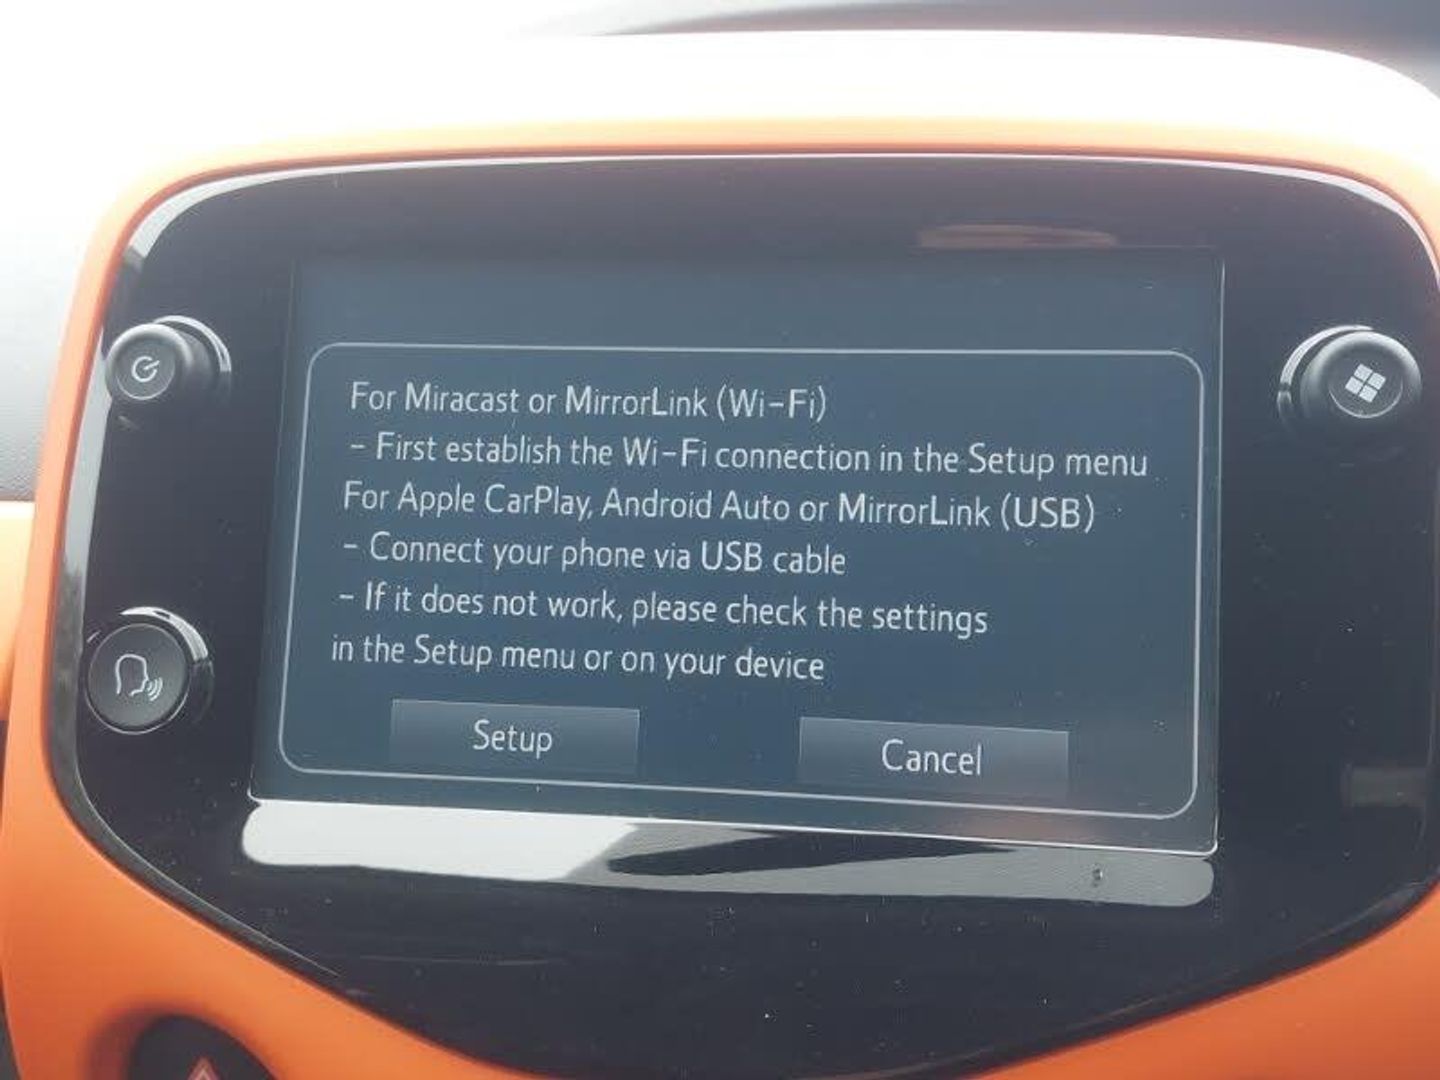 For Miracast or MirrorLink (Wi-Fi)
- First establish the Wi-Fi connection in the Setup menu
For Apple CarPlay, Android Auto or MirrorLink (USB)
- Connect your phone via USB cable
- If it does not work, please check the settings
in the Setup menu or on your device
Setup
Cancel